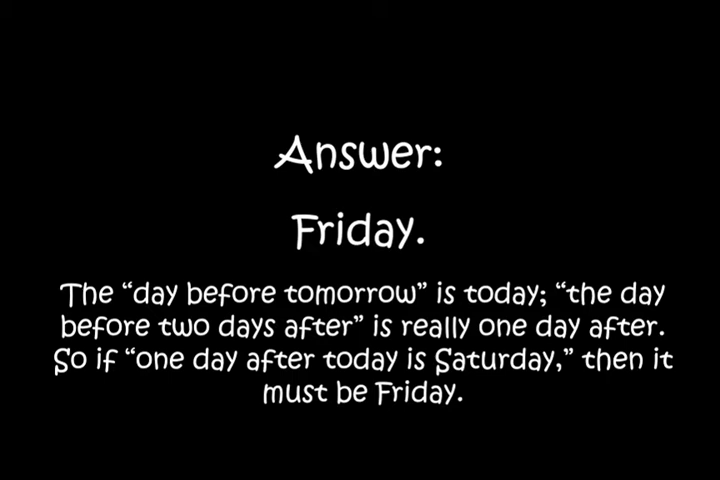 Answer:
Friday.
The “day before tomorrow” is today; “the day
before two days after” is really one day after.
So if “one day after today is Saturday,” then it
must be Friday.